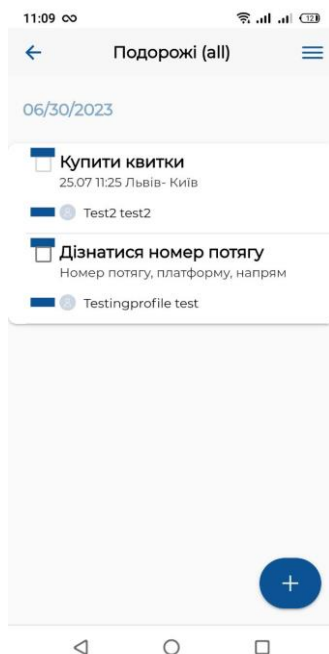 11:09
Подорожі (all)
06/30/2023
Купити квитки
25.07 11:25 Львів- Київ
Test2 test2
Дізнатися номер потягу
Номер потягу, платформу, напрям
Testingprofile test
+